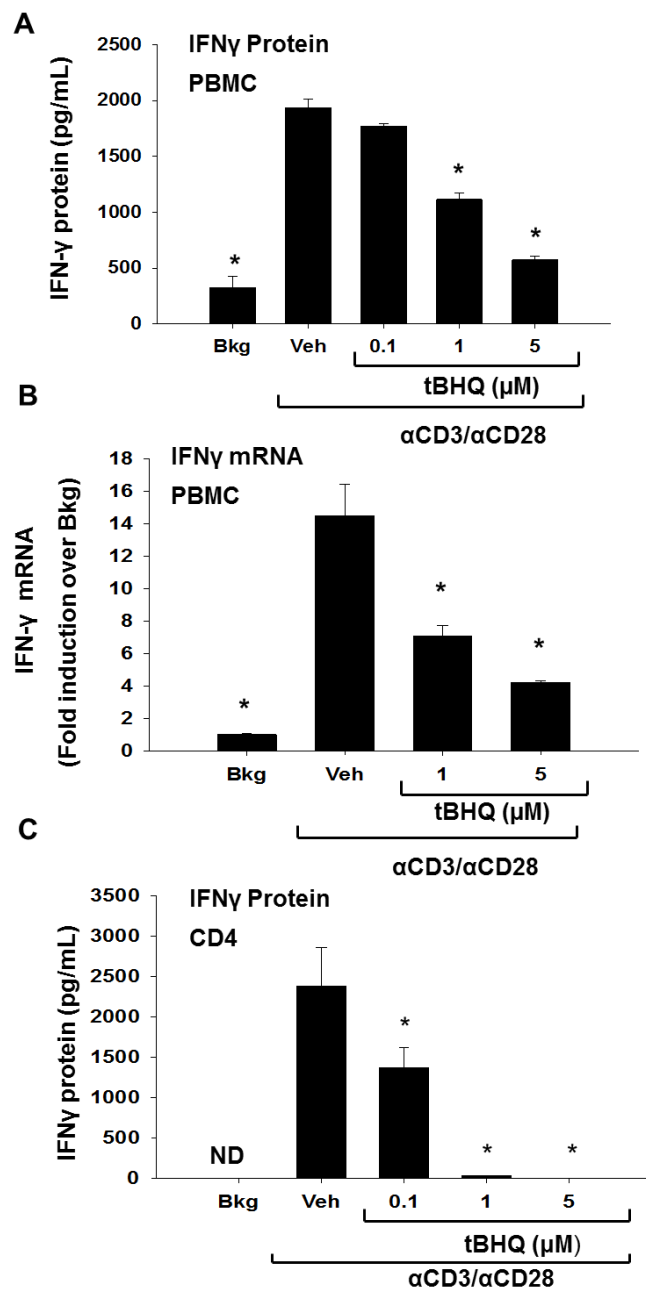 A
IFNγ Protein
PBMC
IFN-γ protein (pg/mL)
2500
2000
1500
1000
500
0
*
*
*
Bkg Veh 0.1 1 5
tBHQ (μM)
αCD3/αCD28
B
IFNγ mRNA
PBMC
IFN-γ mRNA
(Fold induction over Bkg)
18
16
14
12
10
8
6
4
2
0
*
*
*
Bkg Veh 1 5
tBHQ (μM)
αCD3/αCD28
C
IFNγ Protein
CD4
IFNγ protein (pg/mL)
3500
3000
2500
2000
1500
1000
500
0
ND
*
*
*
Bkg Veh 0.1 1 5
tBHQ (μM)
αCD3/αCD28